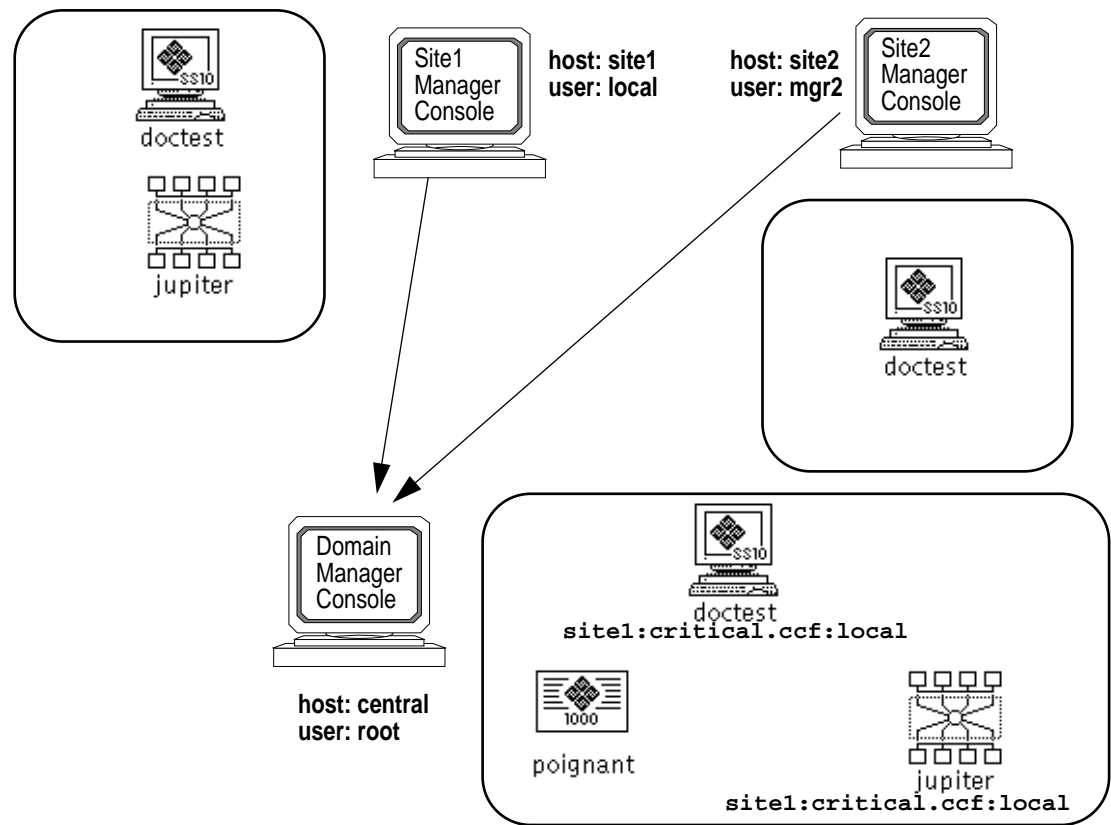 SS10
doctest
jupiter
Site1
Manager
Console
host: site1
user: local
host: site2
user: mgr2
Site2
Manager
Console
SS10
doctest
Domain
Manager
Console
host: central
user: root
SS10
doctest
site1:critical.ccf:local
1000
poignant
jupiter
site1:critical.ccf:local